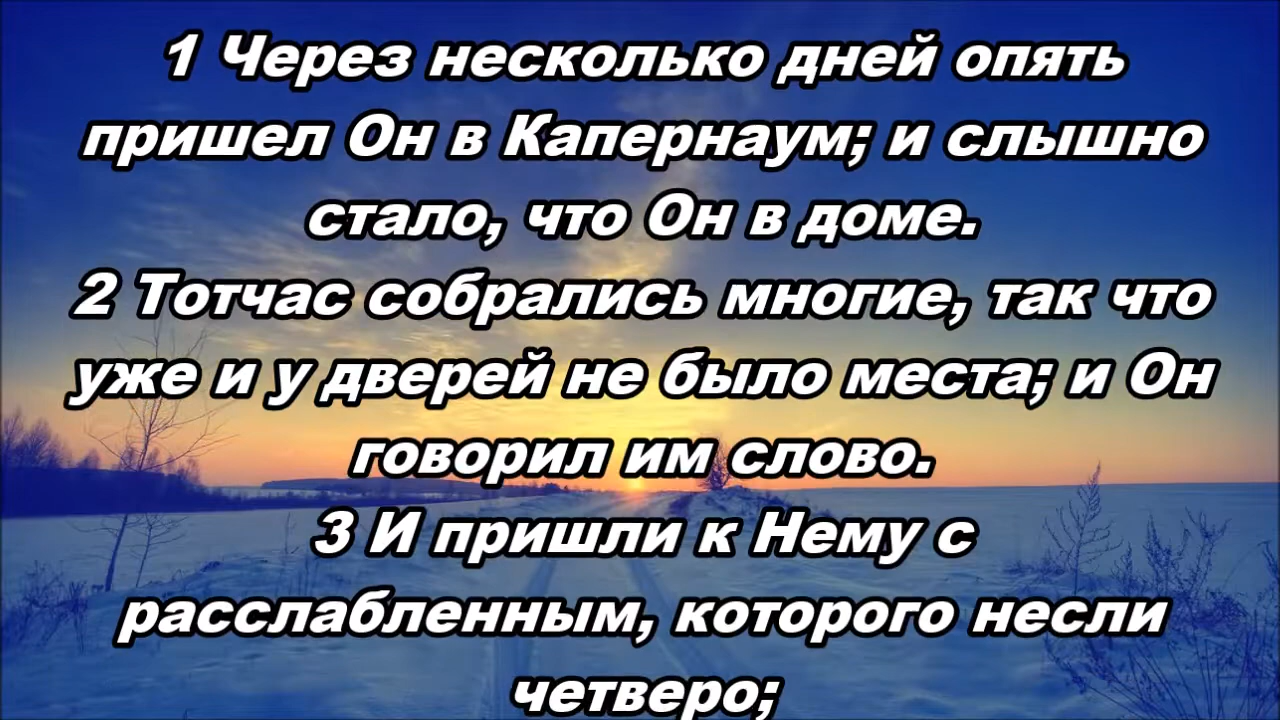 1 Через несколько дней опять
пришел Он в Капернаум; и слышно
стало, что Он в доме.
2 Тотчас собрались многие, так что
уже и у дверей не было места; и Он
говорил им слово.
3 И пришли к Нему с
расслабленным, которого несли
четверо;